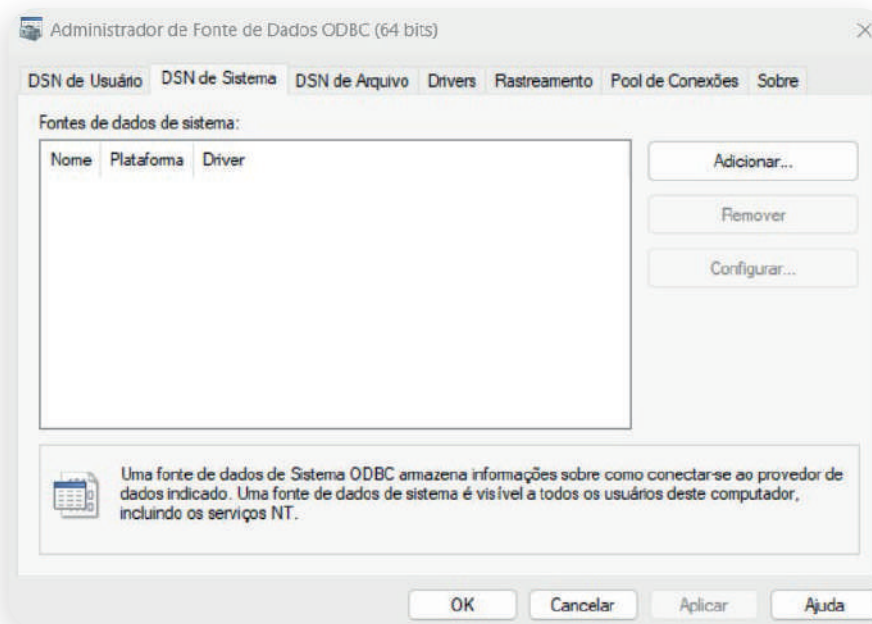 Administrador de Fonte de Dados ODBC (64 bits)
DSN de Usuário DSN de Sistema DSN de Arquivo Drivers Rastreamento Pool de Conexões Sobre
Fontes de dados de sistema:
Nome Plataforma Driver
Adicionar...
Remover
Configurar...
Uma fonte de dados de Sistema ODBC armazena informações sobre como conectar-se ao provedor de
dados indicado. Uma fonte de dados de sistema é visível a todos os usuários deste computador,
incluindo os serviços NT.
OK Cancelar Aplicar Ajuda